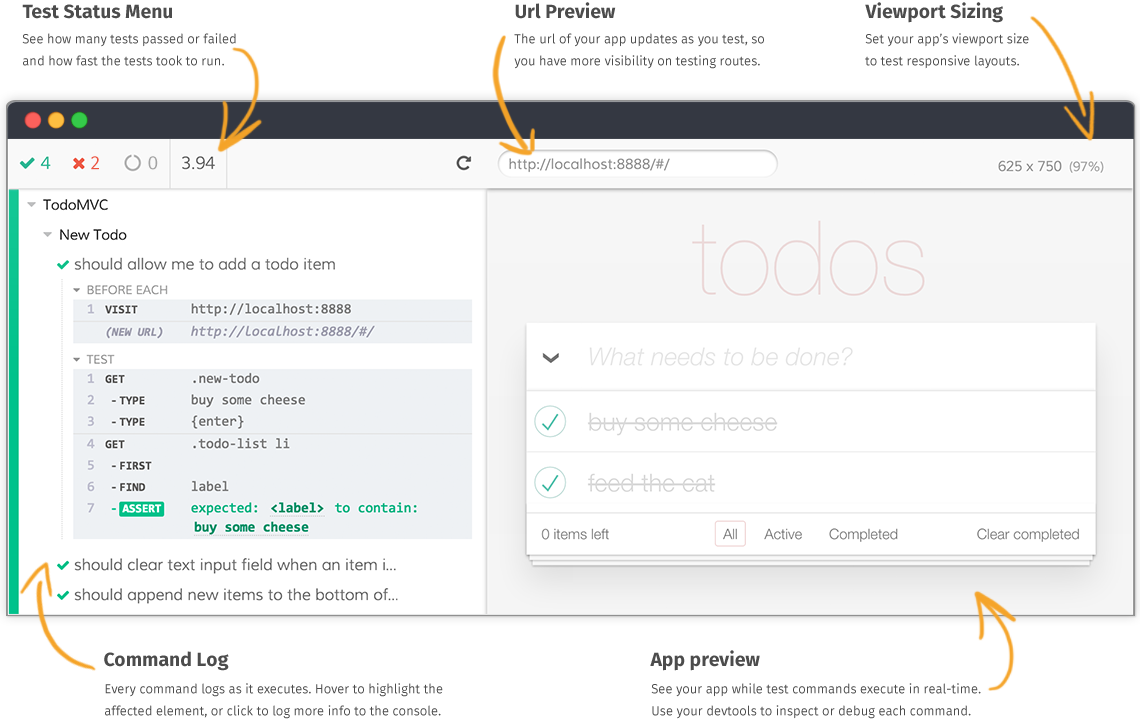 Test Status Menu
See how many tests passed or failed
and how fast the tests took to run.
Url Preview
The url of your app updates as you test, so
you have more visibility on testing routes.
Viewport Sizing
Set your app's viewport size
to test responsive layouts.
4 2 0 3.94
http://localhost:8888/#/
625 x 750 (97%)
TodoMVC
New Todo
should allow me to add a todo item
BEFORE EACH
1 VISIT http://localhost:8888
(NEW URL) http://localhost:8888/#/
TEST
1 GET .new-todo
2 -TYPE buy some cheese
3 -TYPE {enter}
4 GET .todo-list li
5 -FIRST
6 -FIND label
7 -ASSERT expected: <label> to contain:
buy some cheese
should clear text input field when an item i...
should append new items to the bottom of...
todos
What needs to be done?
buy some cheese
feed the cat
0 items left All Active Completed Clear completed
Command Log
Every command logs as it executes. Hover to highlight the
affected element, or click to log more info to the console.
App preview
See your app while test commands execute in real-time.
Use your devtools to inspect or debug each command.